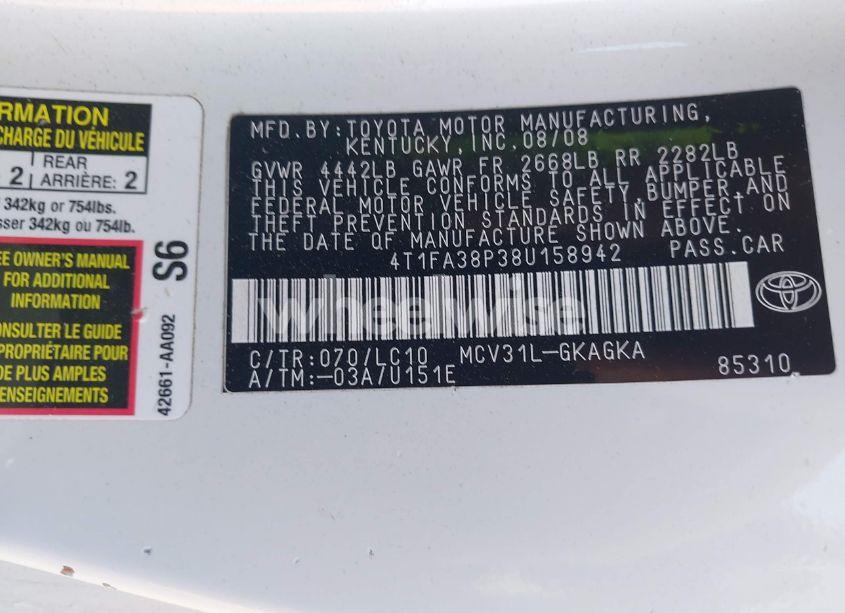 RMATION
CHARGE DU VÉHICULE
2 REAR ARRIÈRE: 2
342kg or 754lbs.
sser 342kg ou 754lb.
EE OWNER'S MANUAL
FOR ADDITIONAL
INFORMATION
ONSULTER LE GUIDE
PROPRIÉTAIRE POUR
DE PLUS AMPLES
ENSEIGNEMENTS
S6
42661-AA092
MFD.BY:TOYOTA MOTOR MANUFACTURING,
KENTUCKY,INC.08/08
GVWR 4442LB GAWR FR 2668LB RR 2282LB
THIS VEHICLE CONFORMS TO ALL APPLICABLE
FEDERAL MOTOR VEHICLE SAFETY,BUMPER,AND
THEFT PREVENTION STANDARDS IN EFFECT ON
THE DATE OF MANUFACTURE SHOWN ABOVE.
4T1FA38P38U158942 PASS.CAR
wheelwise
C/TR:070/LC10 MCV31L-GKAGKA
A/TM:-03A/U151E 85310